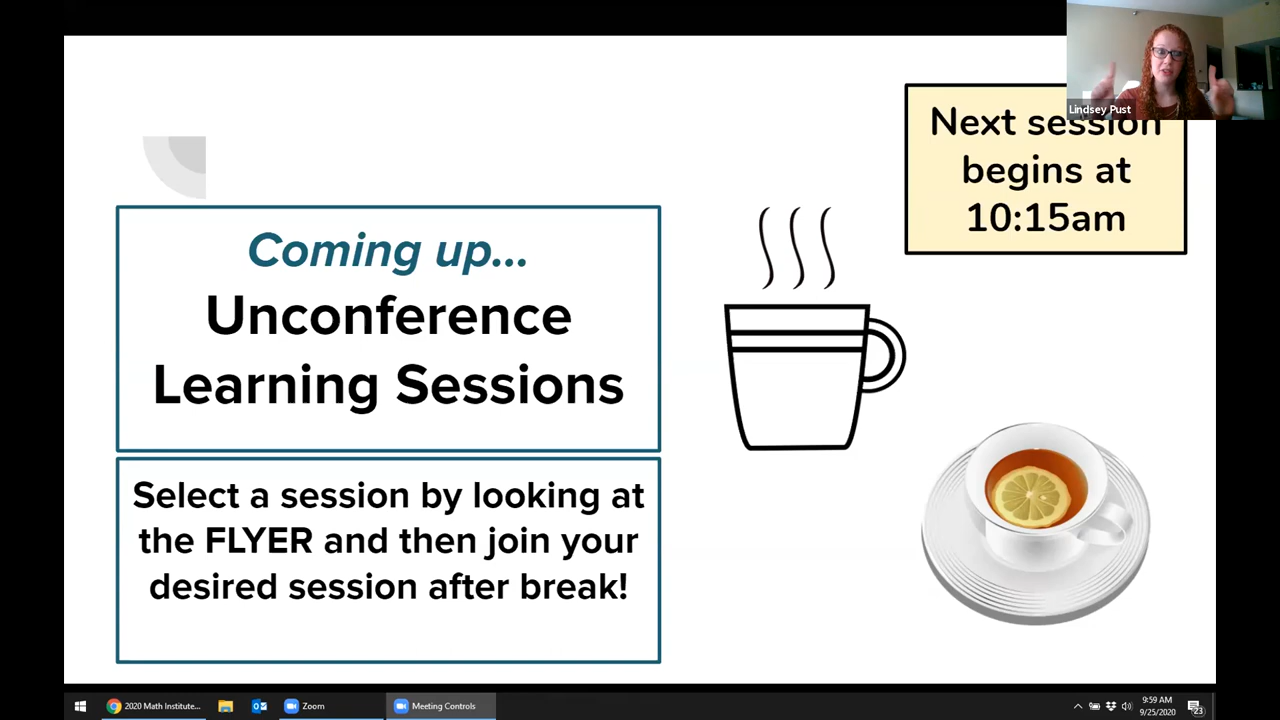 Lindsey Pust
Next session
begins at
10:15am
Coming up...
Unconference
Learning Sessions
Select a session by looking at
the FLYER and then join your
desired session after break!
2020 Math Institute...
Zoom
Meeting Controls
9:59 AM
9/25/2020
23